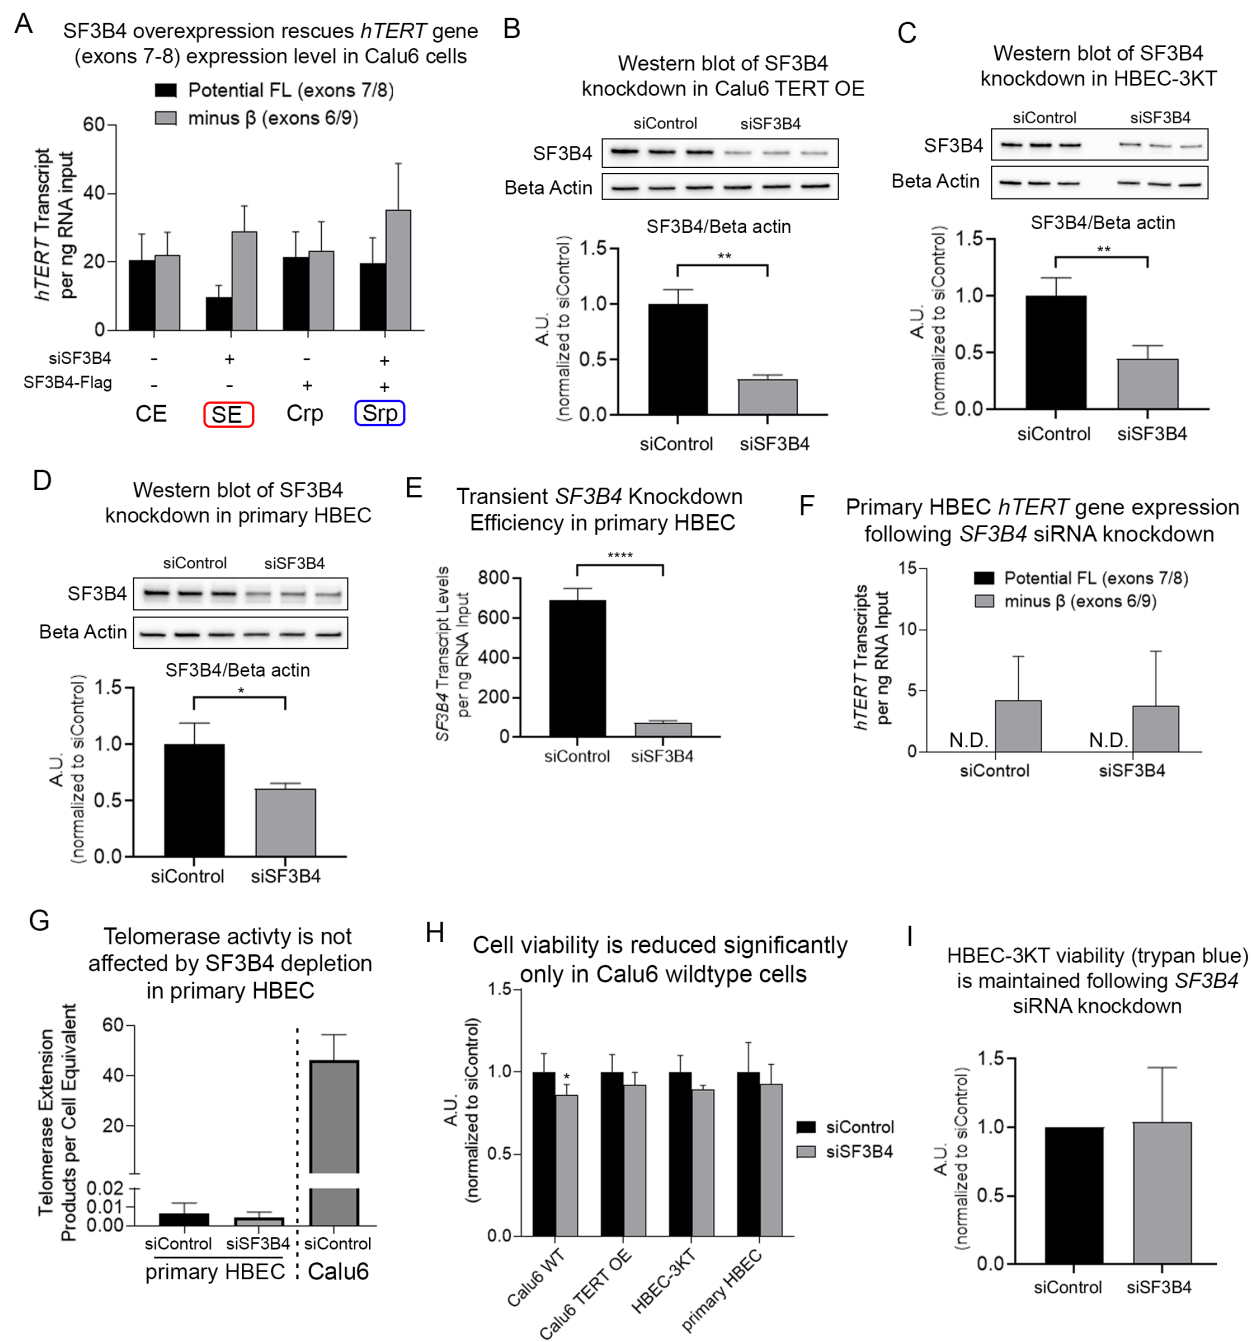 A
SF3B4 overexpression rescues hTERT gene
(exons 7-8) expression level in Calu6 cells
Potential FL (exons 7/8)
minus β (exons 6/9)
hTERT Transcript
per ng RNA input
60
40
20
0
siSF3B4 - + - +
SF3B4-Flag - - + +
CE SE Crp Srp
B
Western blot of SF3B4
knockdown in Calu6 TERT OE
siControl siSF3B4
SF3B4
Beta Actin
SF3B4/Beta actin
A.U.
(normalized to siControl)
1.5
1.0
0.5
0.0
**
siControl siSF3B4
C
Western blot of SF3B4
knockdown in HBEC-3KT
siControl siSF3B4
SF3B4
Beta Actin
SF3B4/Beta actin
A.U.
(normalized to siControl)
1.5
1.0
0.5
0.0
**
siControl siSF3B4
D
Western blot of SF3B4
knockdown in primary HBEC
siControl siSF3B4
SF3B4
Beta Actin
SF3B4/Beta actin
A.U.
(normalized to siControl)
1.5
1.0
0.5
0.0
*
siControl siSF3B4
E
Transient SF3B4 Knockdown
Efficiency in primary HBEC
SF3B4 Transcript Levels
per ng RNA Input
800
600
400
200
0
****
siControl siSF3B4
F
Primary HBEC hTERT gene expression
following SF3B4 siRNA knockdown
Potential FL (exons 7/8)
minus β (exons 6/9)
hTERT Transcripts
per ng RNA Input
15
10
5
0
N.D. N.D.
siControl siSF3B4
G
Telomerase activty is not
affected by SF3B4 depletion
in primary HBEC
Telomerase Extension
Products per Cell Equivalent
60
40
20
0.02
0.01
0.00
siControl siSF3B4 siControl
primary HBEC Calu6
H
Cell viability is reduced significantly
only in Calu6 wildtype cells
A.U.
(normalized to siControl)
1.5
1.0
0.5
0.0
*
siControl
siSF3B4
Calu6 WT
Calu6 TERT OE
HBEC-3KT
primary HBEC
I
HBEC-3KT viability (trypan blue)
is maintained following SF3B4
siRNA knockdown
A.U.
(normalized to siControl)
1.5
1.0
0.5
0.0
siControl siSF3B4